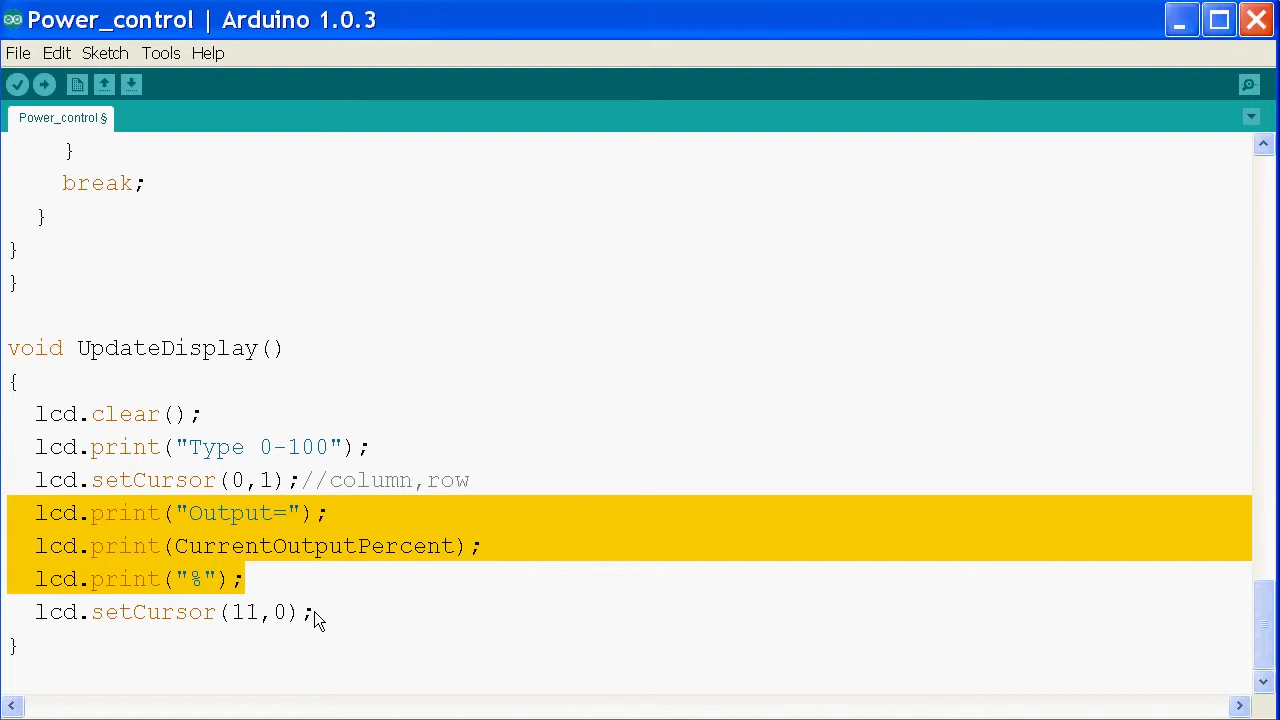 Power_control | Arduino 1.0.3
File Edit Sketch Tools Help
Power_control §
}
break;
}
}
}
void UpdateDisplay()
{
lcd.clear();
lcd.print("Type 0-100");
lcd.setCursor(0,1);//column,row
lcd.print("Output=");
lcd.print(CurrentOutputPercent);
lcd.print("%");
lcd.setCursor(11,0);
}